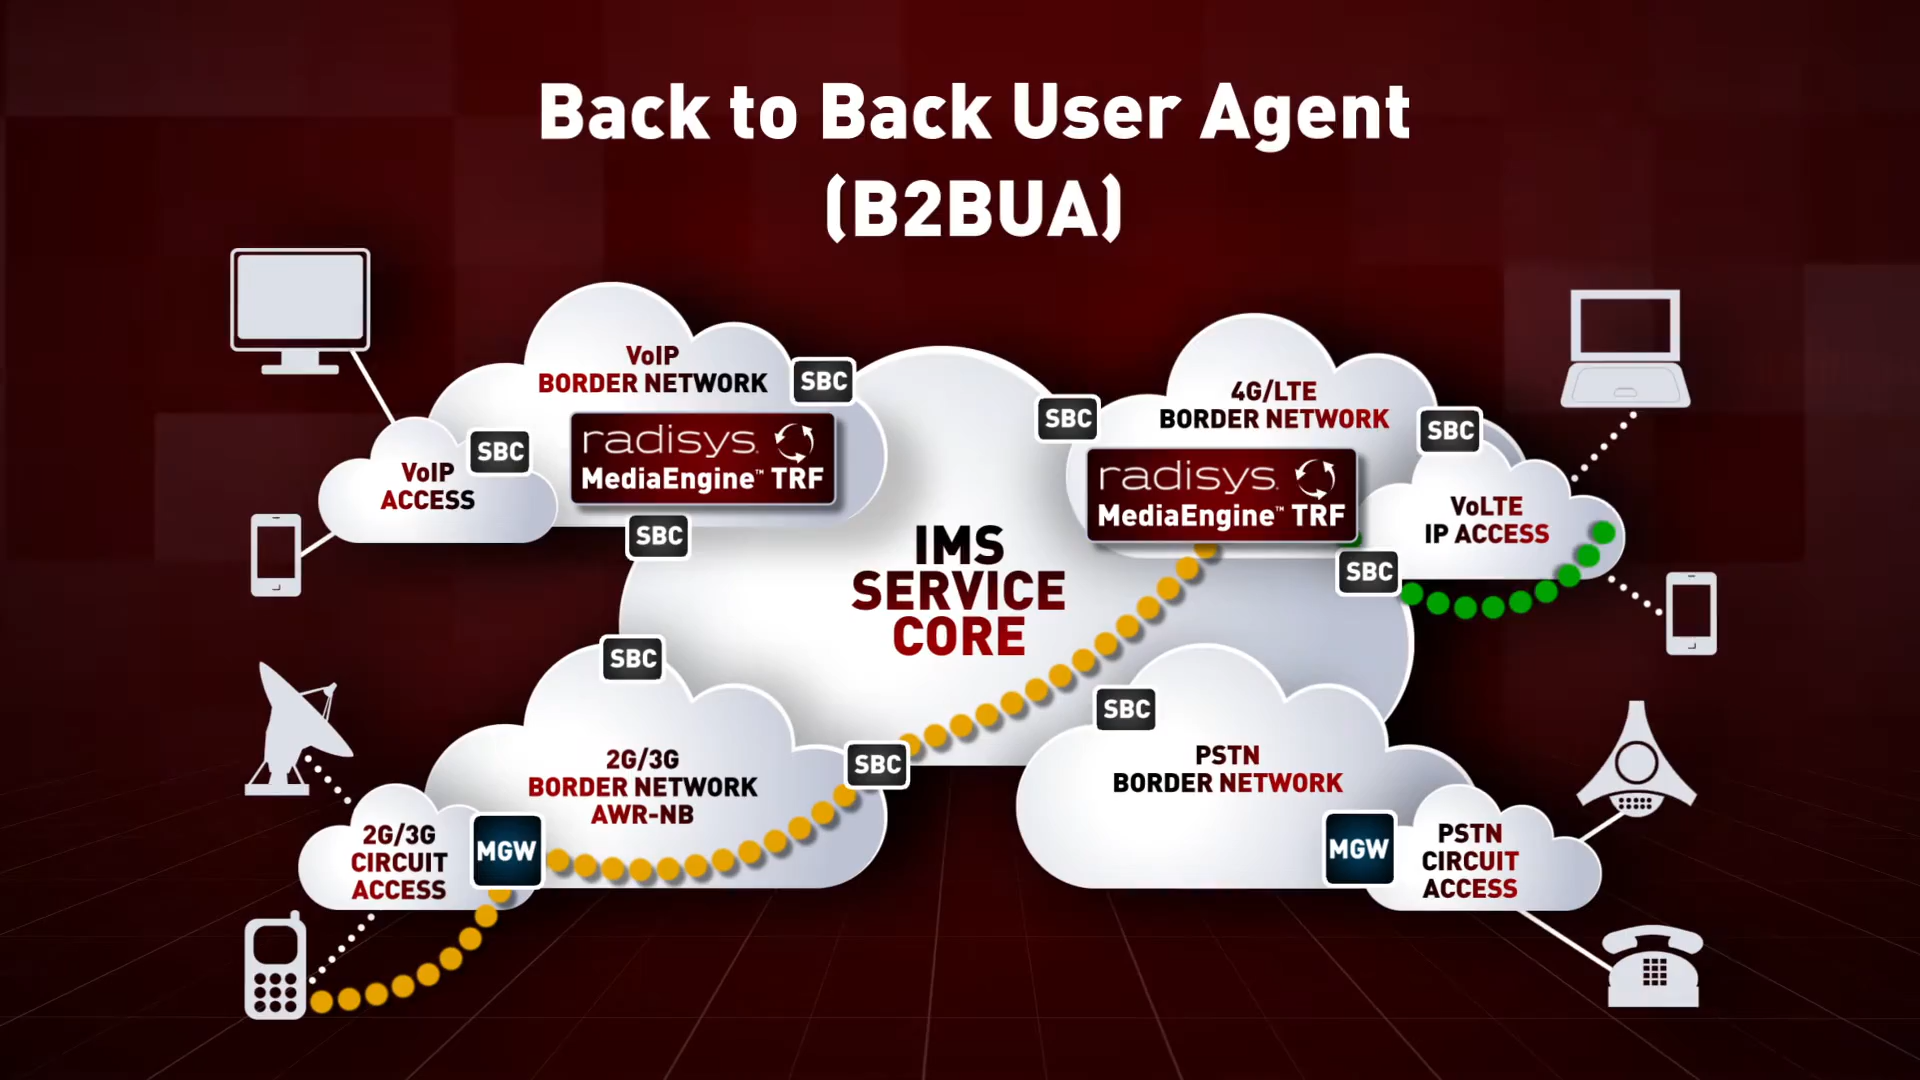 Back to Back User Agent
(B2BUA)
VoIP
BORDER NETWORK
SBC
radisys.
MediaEngine™ TRF
SBC
VoIP
ACCESS
SBC
SBC
4G/LTE
BORDER NETWORK
SBC
radisys.
MediaEngine™ TRF
VoLTE
IP ACCESS
SBC
IMS
SERVICE
CORE
SBC
2G/3G
BORDER NETWORK
AWR-NB
SBC
2G/3G
CIRCUIT
ACCESS
MGW
SBC
PSTN
BORDER NETWORK
MGW
PSTN
CIRCUIT
ACCESS